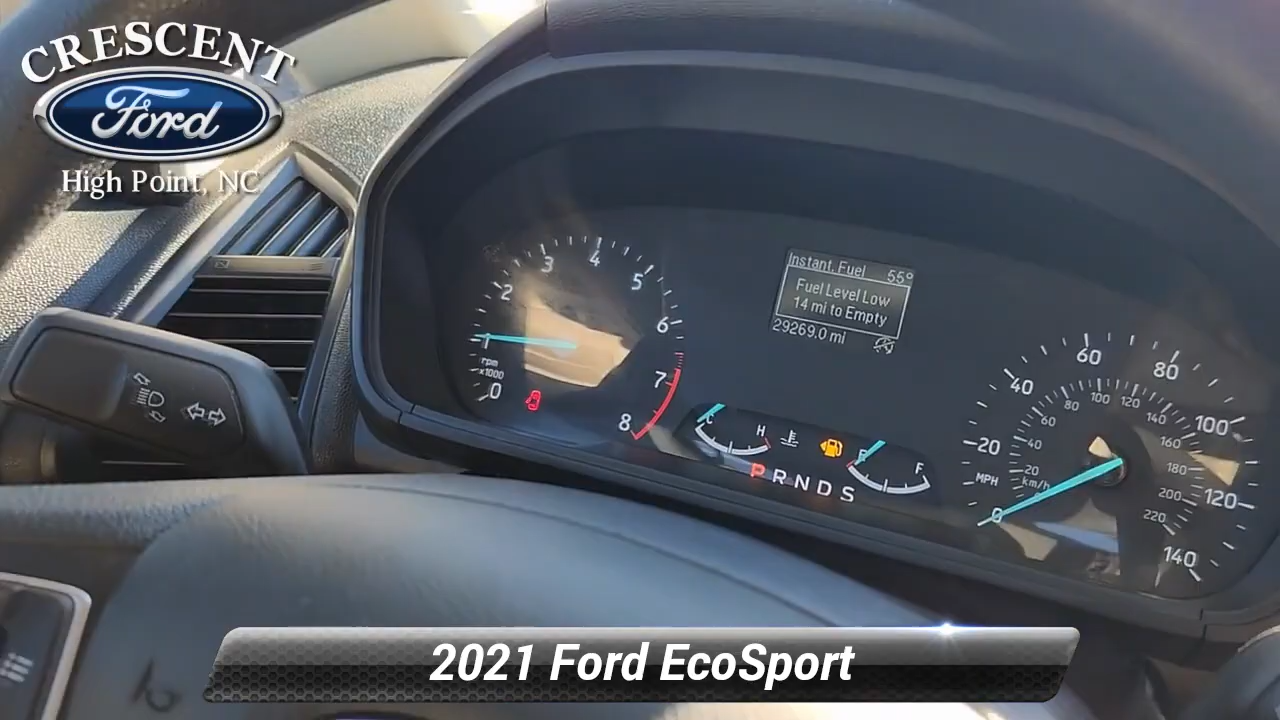 CRESCENT
Ford
High Point, NC
Instant. Fuel 55°
Fuel Level Low
14 mi to Empty
29269.0 mi
0 1 2 3 4 5 6 7 8
rpm
x1000
C H
F
P R N D S
0 20 40 60 80 100 120 140
MPH
20 40 60 80 100 120 140 160 180 200 220
km/h
2021 Ford EcoSport